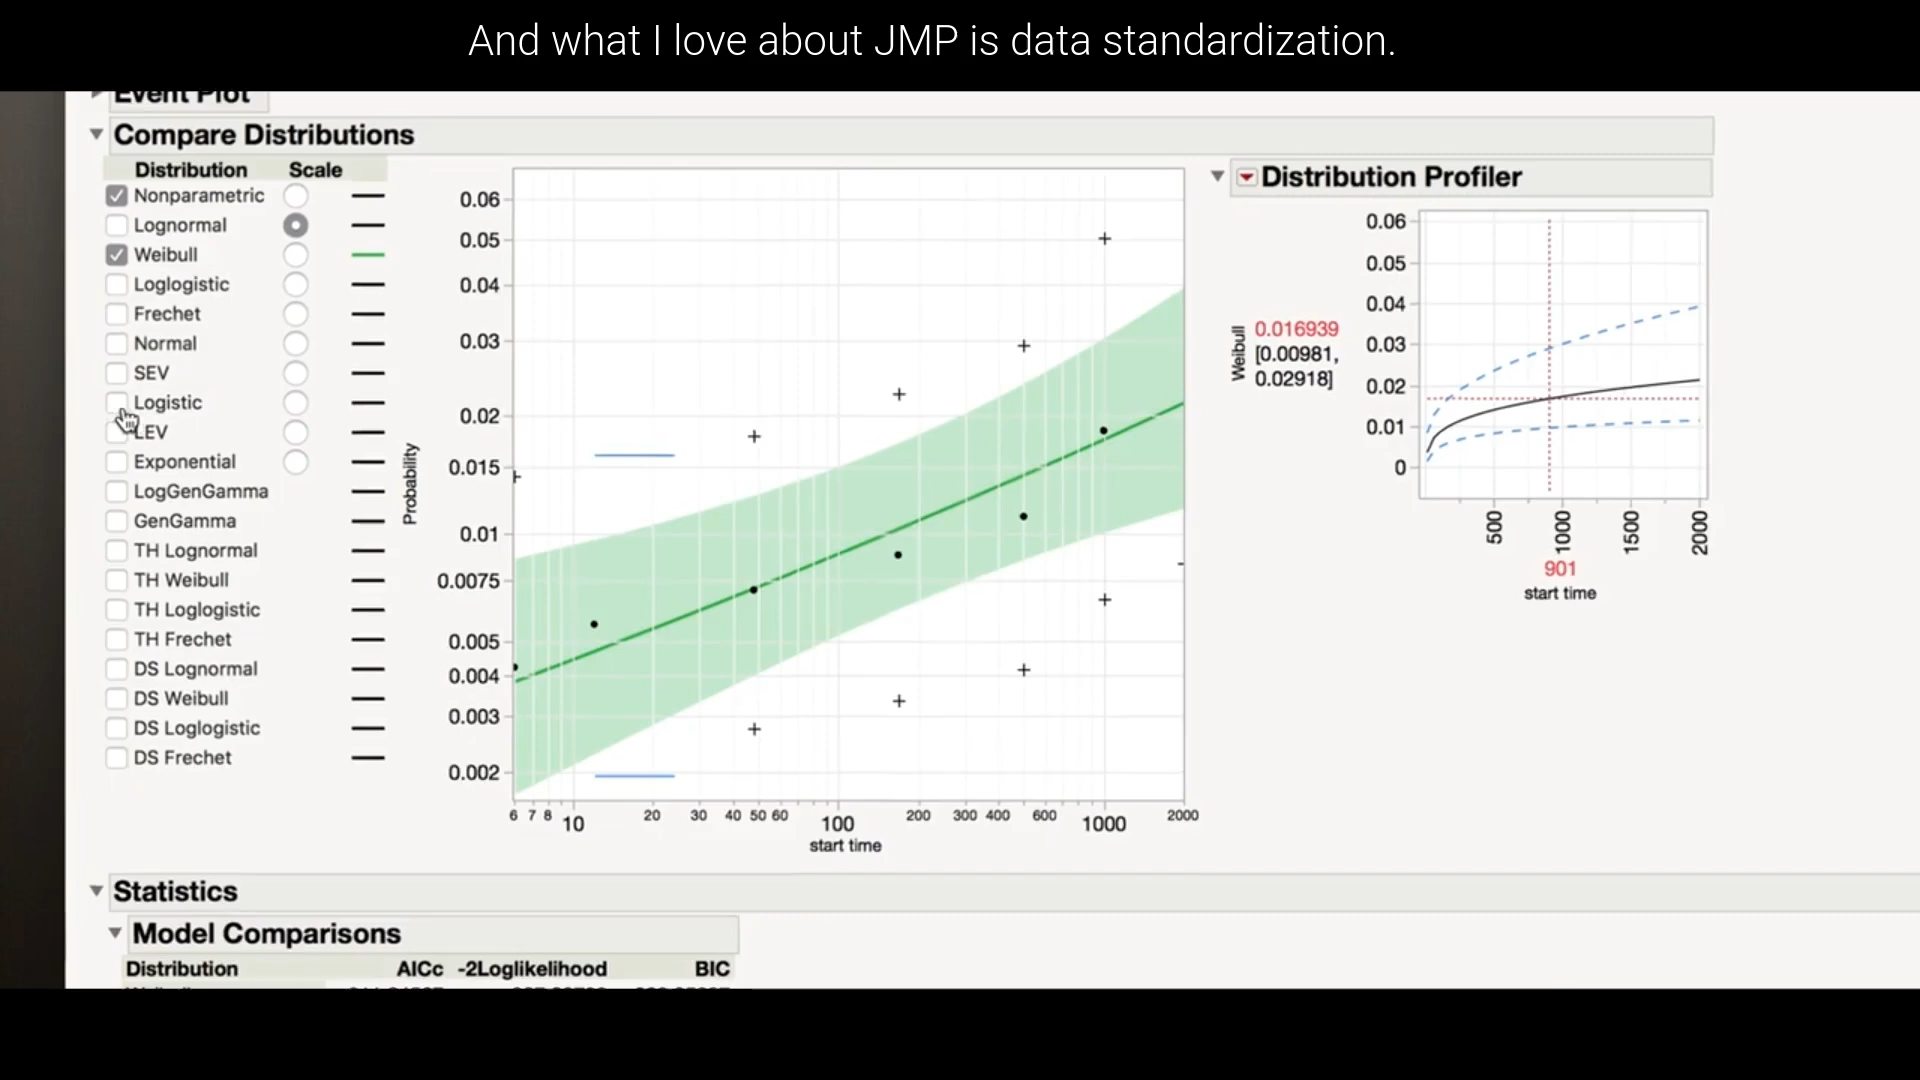 And what I love about JMP is data standardization.
Event Plot
Compare Distributions
Distribution Scale
Nonparametric
Lognormal
Weibull
Loglogistic
Frechet
Normal
SEV
Logistic
LEV
Exponential
LogGenGamma
GenGamma
TH Lognormal
TH Weibull
TH Loglogistic
TH Frechet
DS Lognormal
DS Weibull
DS Loglogistic
DS Frechet
Probability
0.06
0.05
0.04
0.03
0.02
0.015
0.01
0.0075
0.005
0.004
0.003
0.002
6 7 8 10 20 30 40 50 60 100 200 300 400 600 1000 2000
start time
Distribution Profiler
Weibull
0.016939
[0.00981,
0.02918]
0.06
0.05
0.04
0.03
0.02
0.01
0
500 1000 1500 2000
901
start time
Statistics
Model Comparisons
Distribution AICc -2Loglikelihood BIC